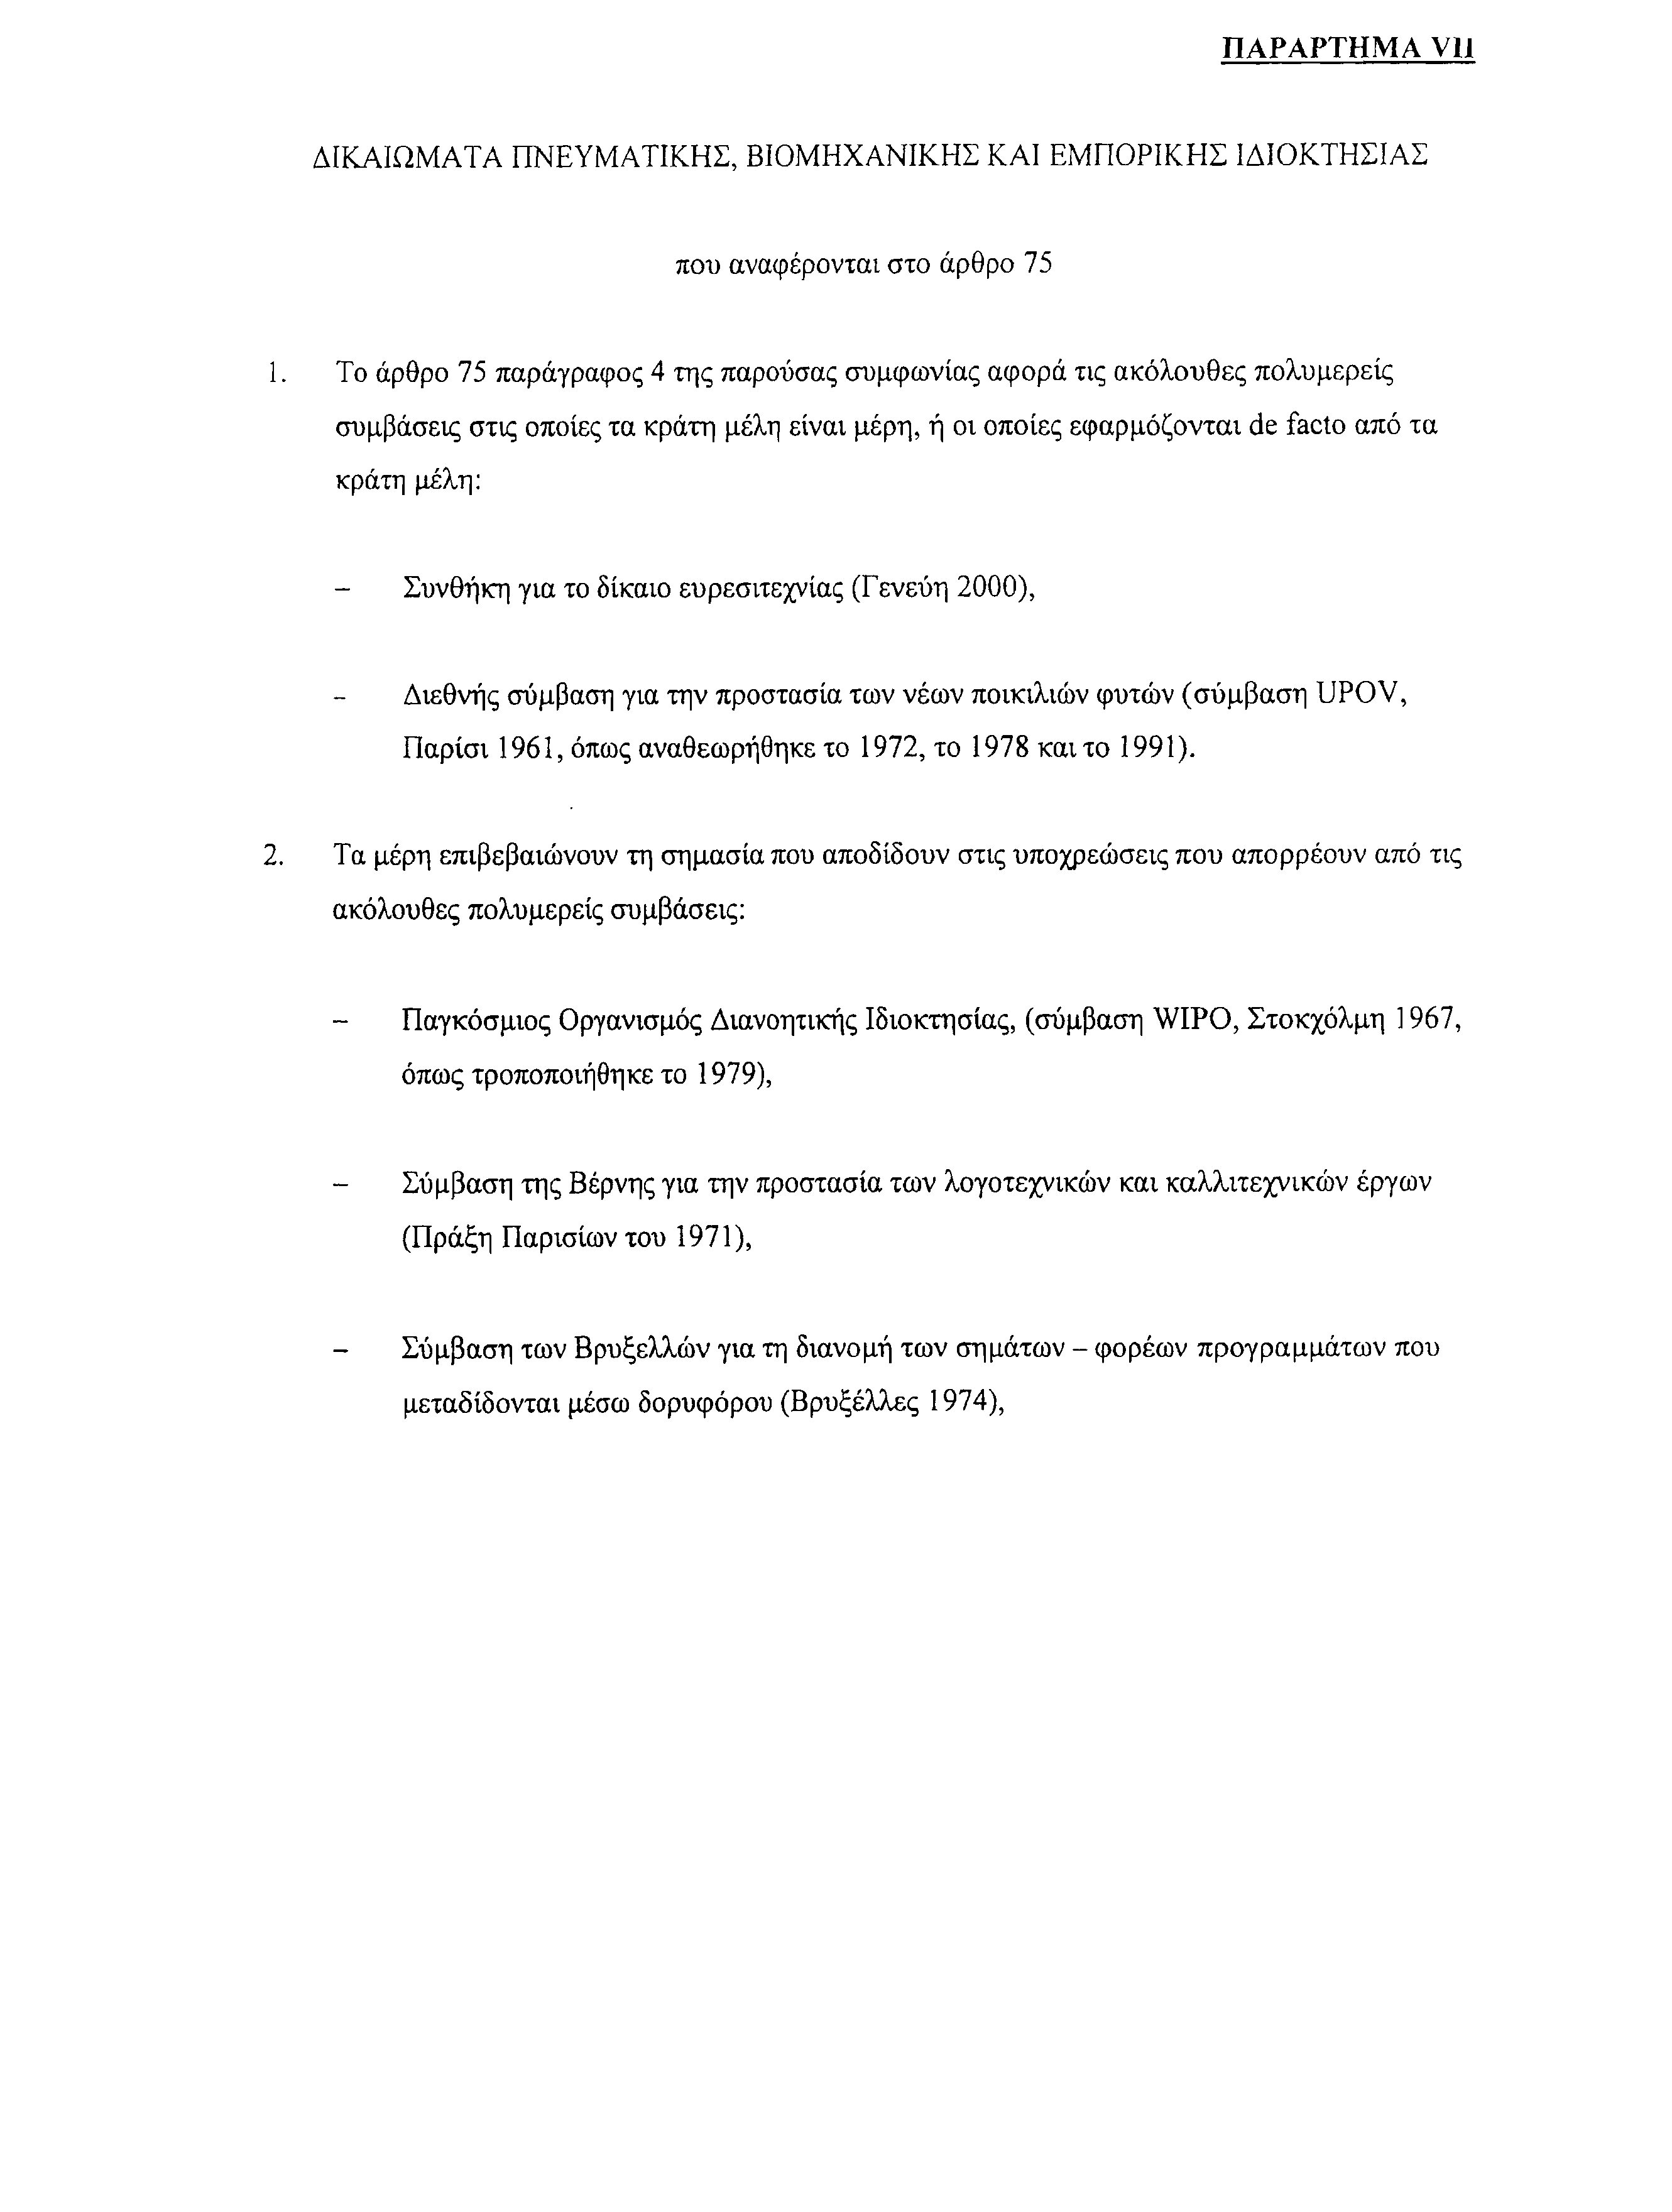 ΠΑΡΑΡΤΗΜΑ VII
ΔΙΚΑΙΩΜΑΤΑ ΠΝΕΥΜΑΤΙΚΗΣ, ΒΙΟΜΗΧΑΝΙΚΗΣ ΚΑΙ ΕΜΠΟΡΙΚΗΣ ΙΔΙΟΚΤΗΣΙΑΣ
που αναφέρονται στο άρθρο 75
1. Το άρθρο 75 παράγραφος 4 της παρούσας συμφωνίας αφορά τις ακόλουθες πολυμερείς
συμβάσεις στις οποίες τα κράτη μέλη είναι μέρη, ή οι οποίες εφαρμόζονται de facto από τα
κράτη μέλη:
– Συνθήκη για το δίκαιο ευρεσιτεχνίας (Γενεύη 2000),
– Διεθνής σύμβαση για την προστασία των νέων ποικιλιών φυτών (σύμβαση UPOV,
Παρίσι 1961, όπως αναθεωρήθηκε το 1972, το 1978 και το 1991).
2. Τα μέρη επιβεβαιώνουν τη σημασία που αποδίδουν στις υποχρεώσεις που απορρέουν από τις
ακόλουθες πολυμερείς συμβάσεις:
– Παγκόσμιος Οργανισμός Διανοητικής Ιδιοκτησίας, (σύμβαση WIPO, Στοκχόλμη 1967,
όπως τροποποιήθηκε το 1979),
– Σύμβαση της Βέρνης για την προστασία των λογοτεχνικών και καλλιτεχνικών έργων
(Πράξη Παρισίων του 1971),
– Σύμβαση των Βρυξελλών για τη διανομή των σημάτων – φορέων προγραμμάτων που
μεταδίδονται μέσω δορυφόρου (Βρυξέλλες 1974),